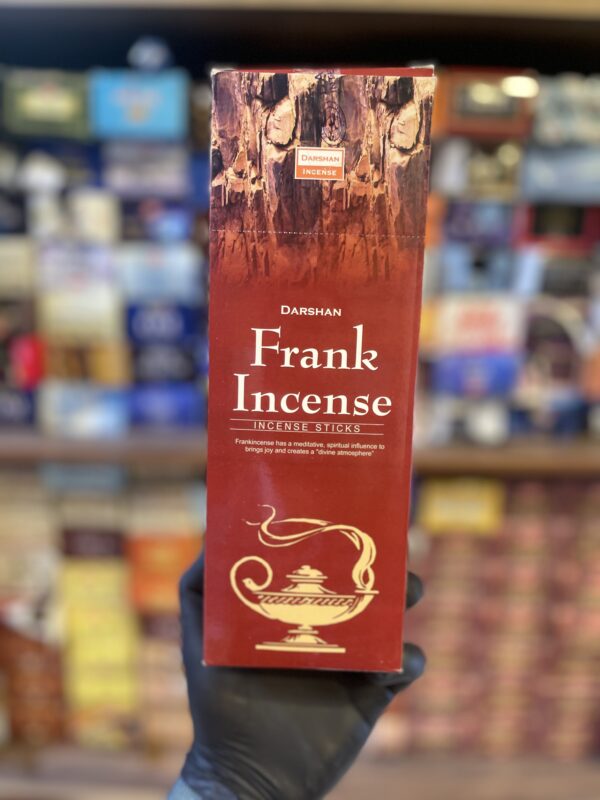 DARSHAN
INCENSE
DARSHAN
Frank
Incense
INCENSE STICKS
Frankincense has a meditative, spiritual influence to
brings joy and creates a "divine atmosphere"